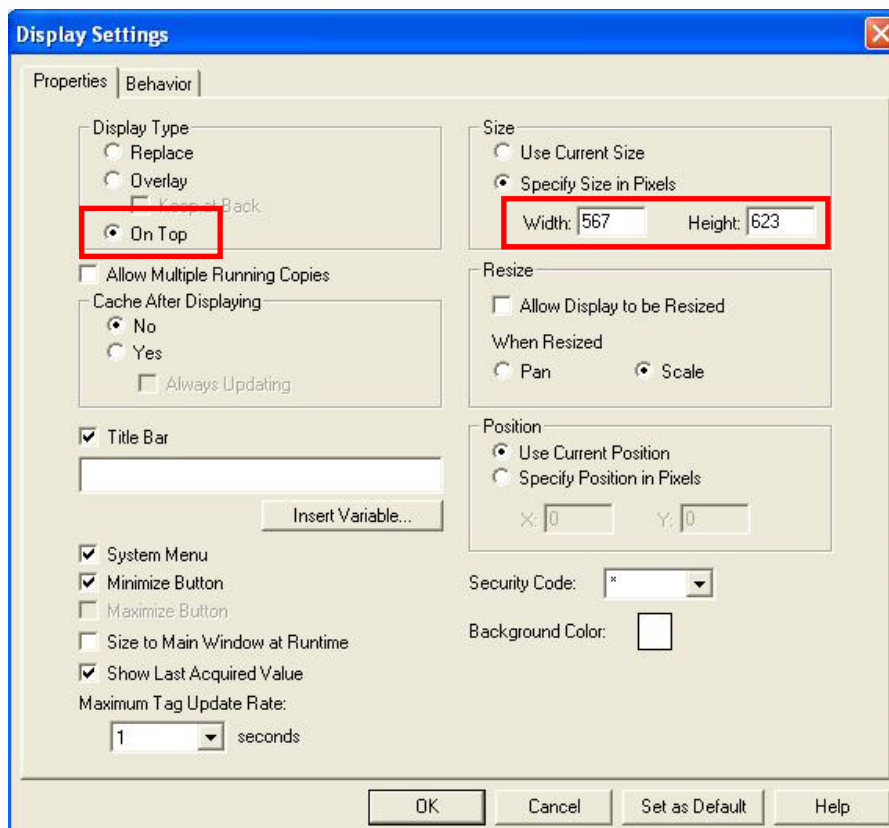 Display Settings
Properties
Behavior
Display Type
Replace
Overlay
Keep at Back
On Top
Allow Multiple Running Copies
Cache After Displaying
No
Yes
Always Updating
Title Bar
Insert Variable...
System Menu
Minimize Button
Maximize Button
Size to Main Window at Runtime
Show Last Acquired Value
Maximum Tag Update Rate:
1 seconds
Size
Use Current Size
Specify Size in Pixels
Width: 567 Height: 623
Resize
Allow Display to be Resized
When Resized
Pan Scale
Position
Use Current Position
Specify Position in Pixels
X: 0 Y: 0
Security Code: *
Background Color:
OK Cancel Set as Default Help